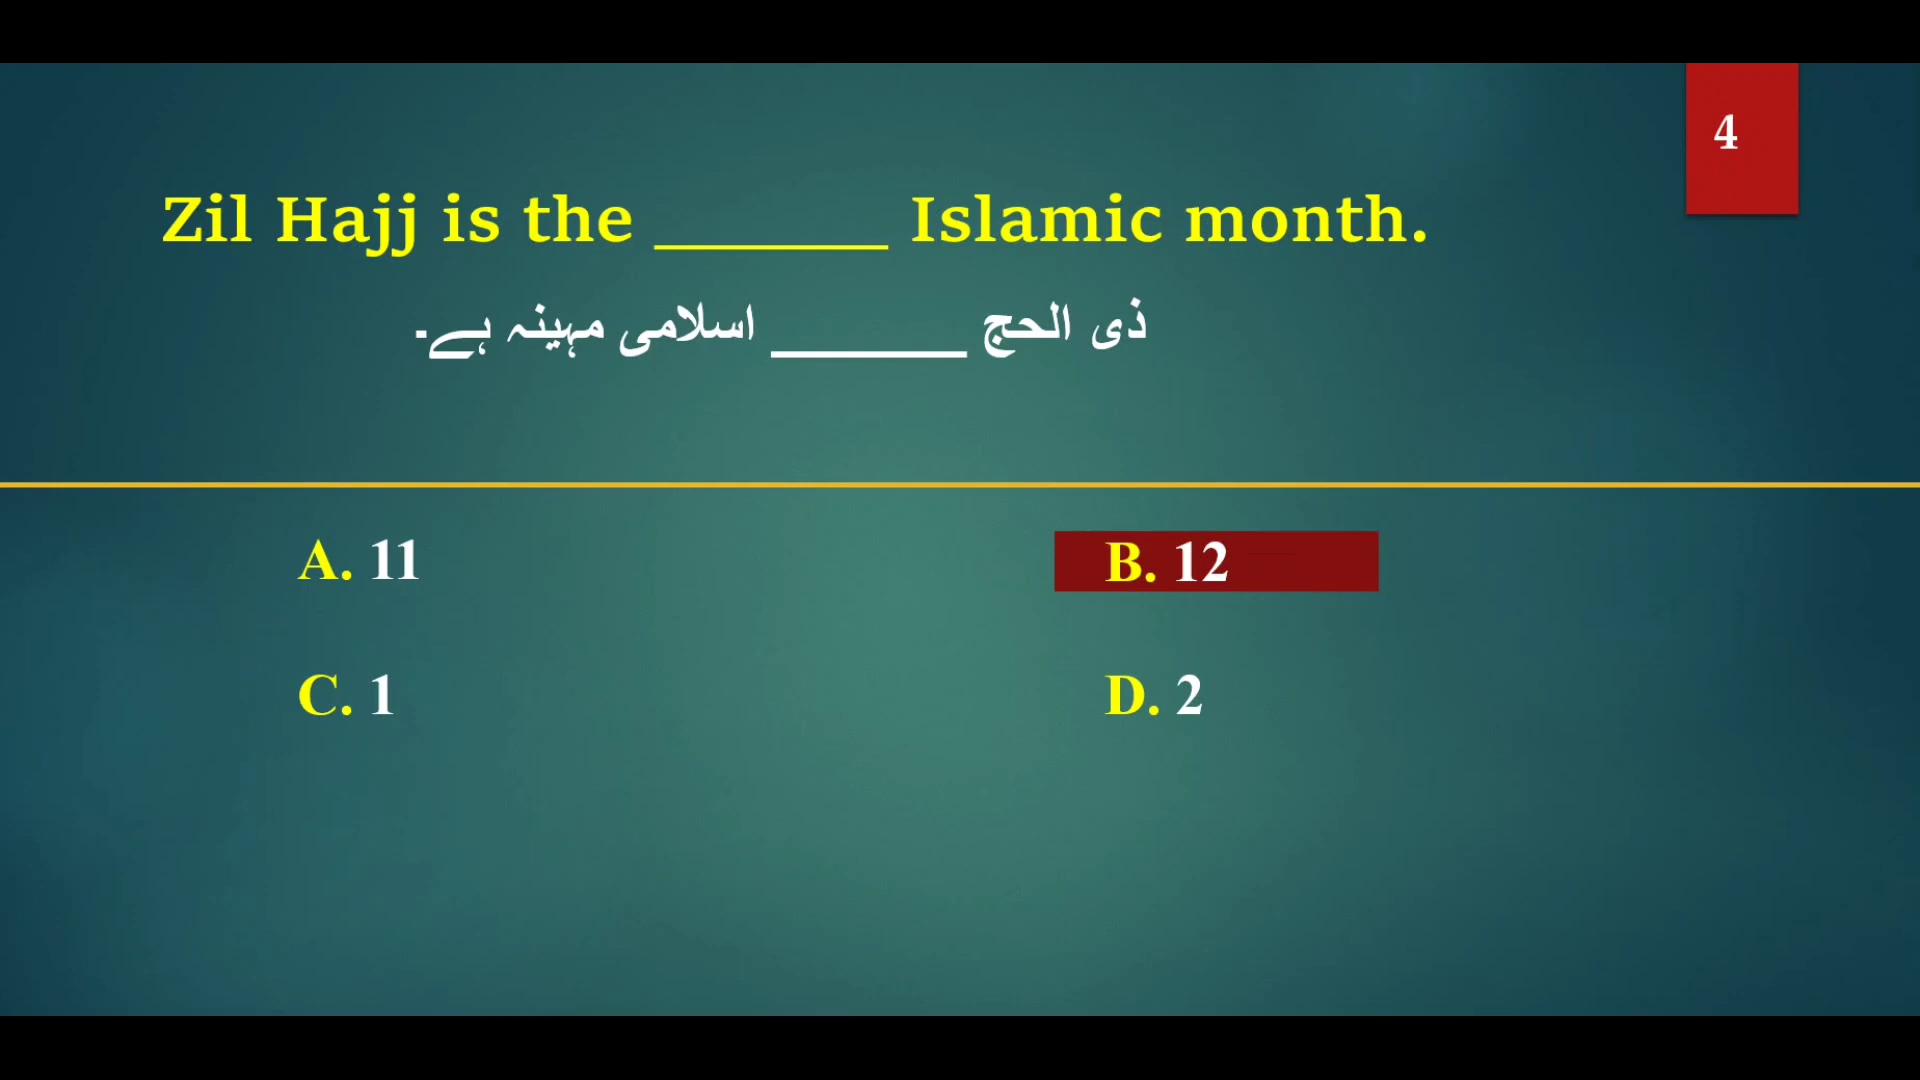 4
Zil Hajj is the _______ Islamic month.
ذی الحج _______ اسلامی مہینہ ہے۔
A. 11
B. 12
C. 1
D. 2